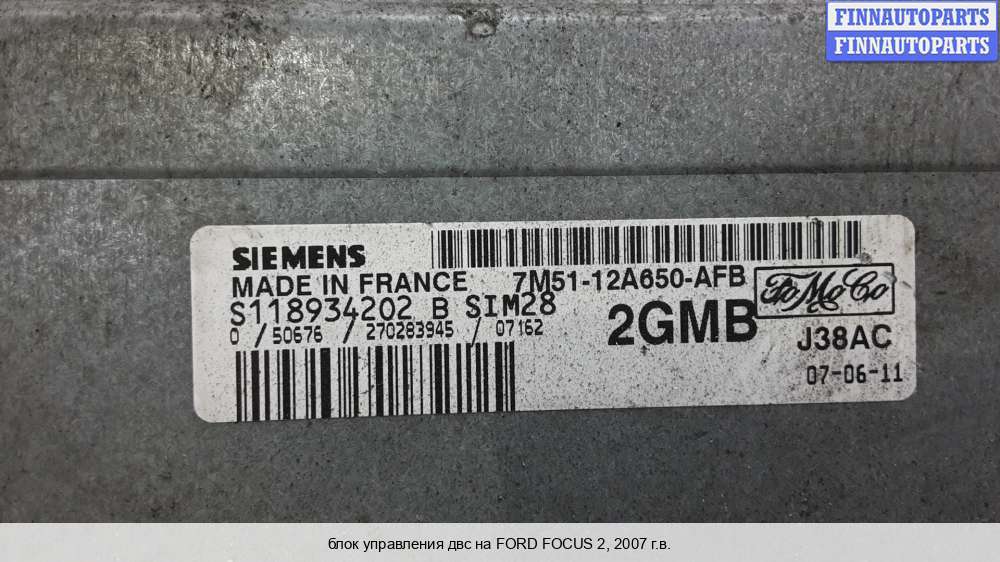 FINNAUTOPARTS
FINNAUTOPARTS
SIEMENS
MADE IN FRANCE 7M51-12A650-AFB FoMoCo
S118934202 B SIM28
0 / 50676 / 270283945 / 07162
2GMB J38AC
07-06-11
блок управления двс на FORD FOCUS 2, 2007 г.в.